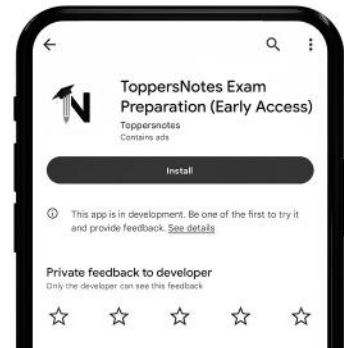 ToppersNotes Exam
Preparation (Early Access)
Toppersnotes
Contains ads
Install
This app is in development. Be one of the first to try it
and provide feedback. See details
Private feedback to developer
Only the developer can see this feedback